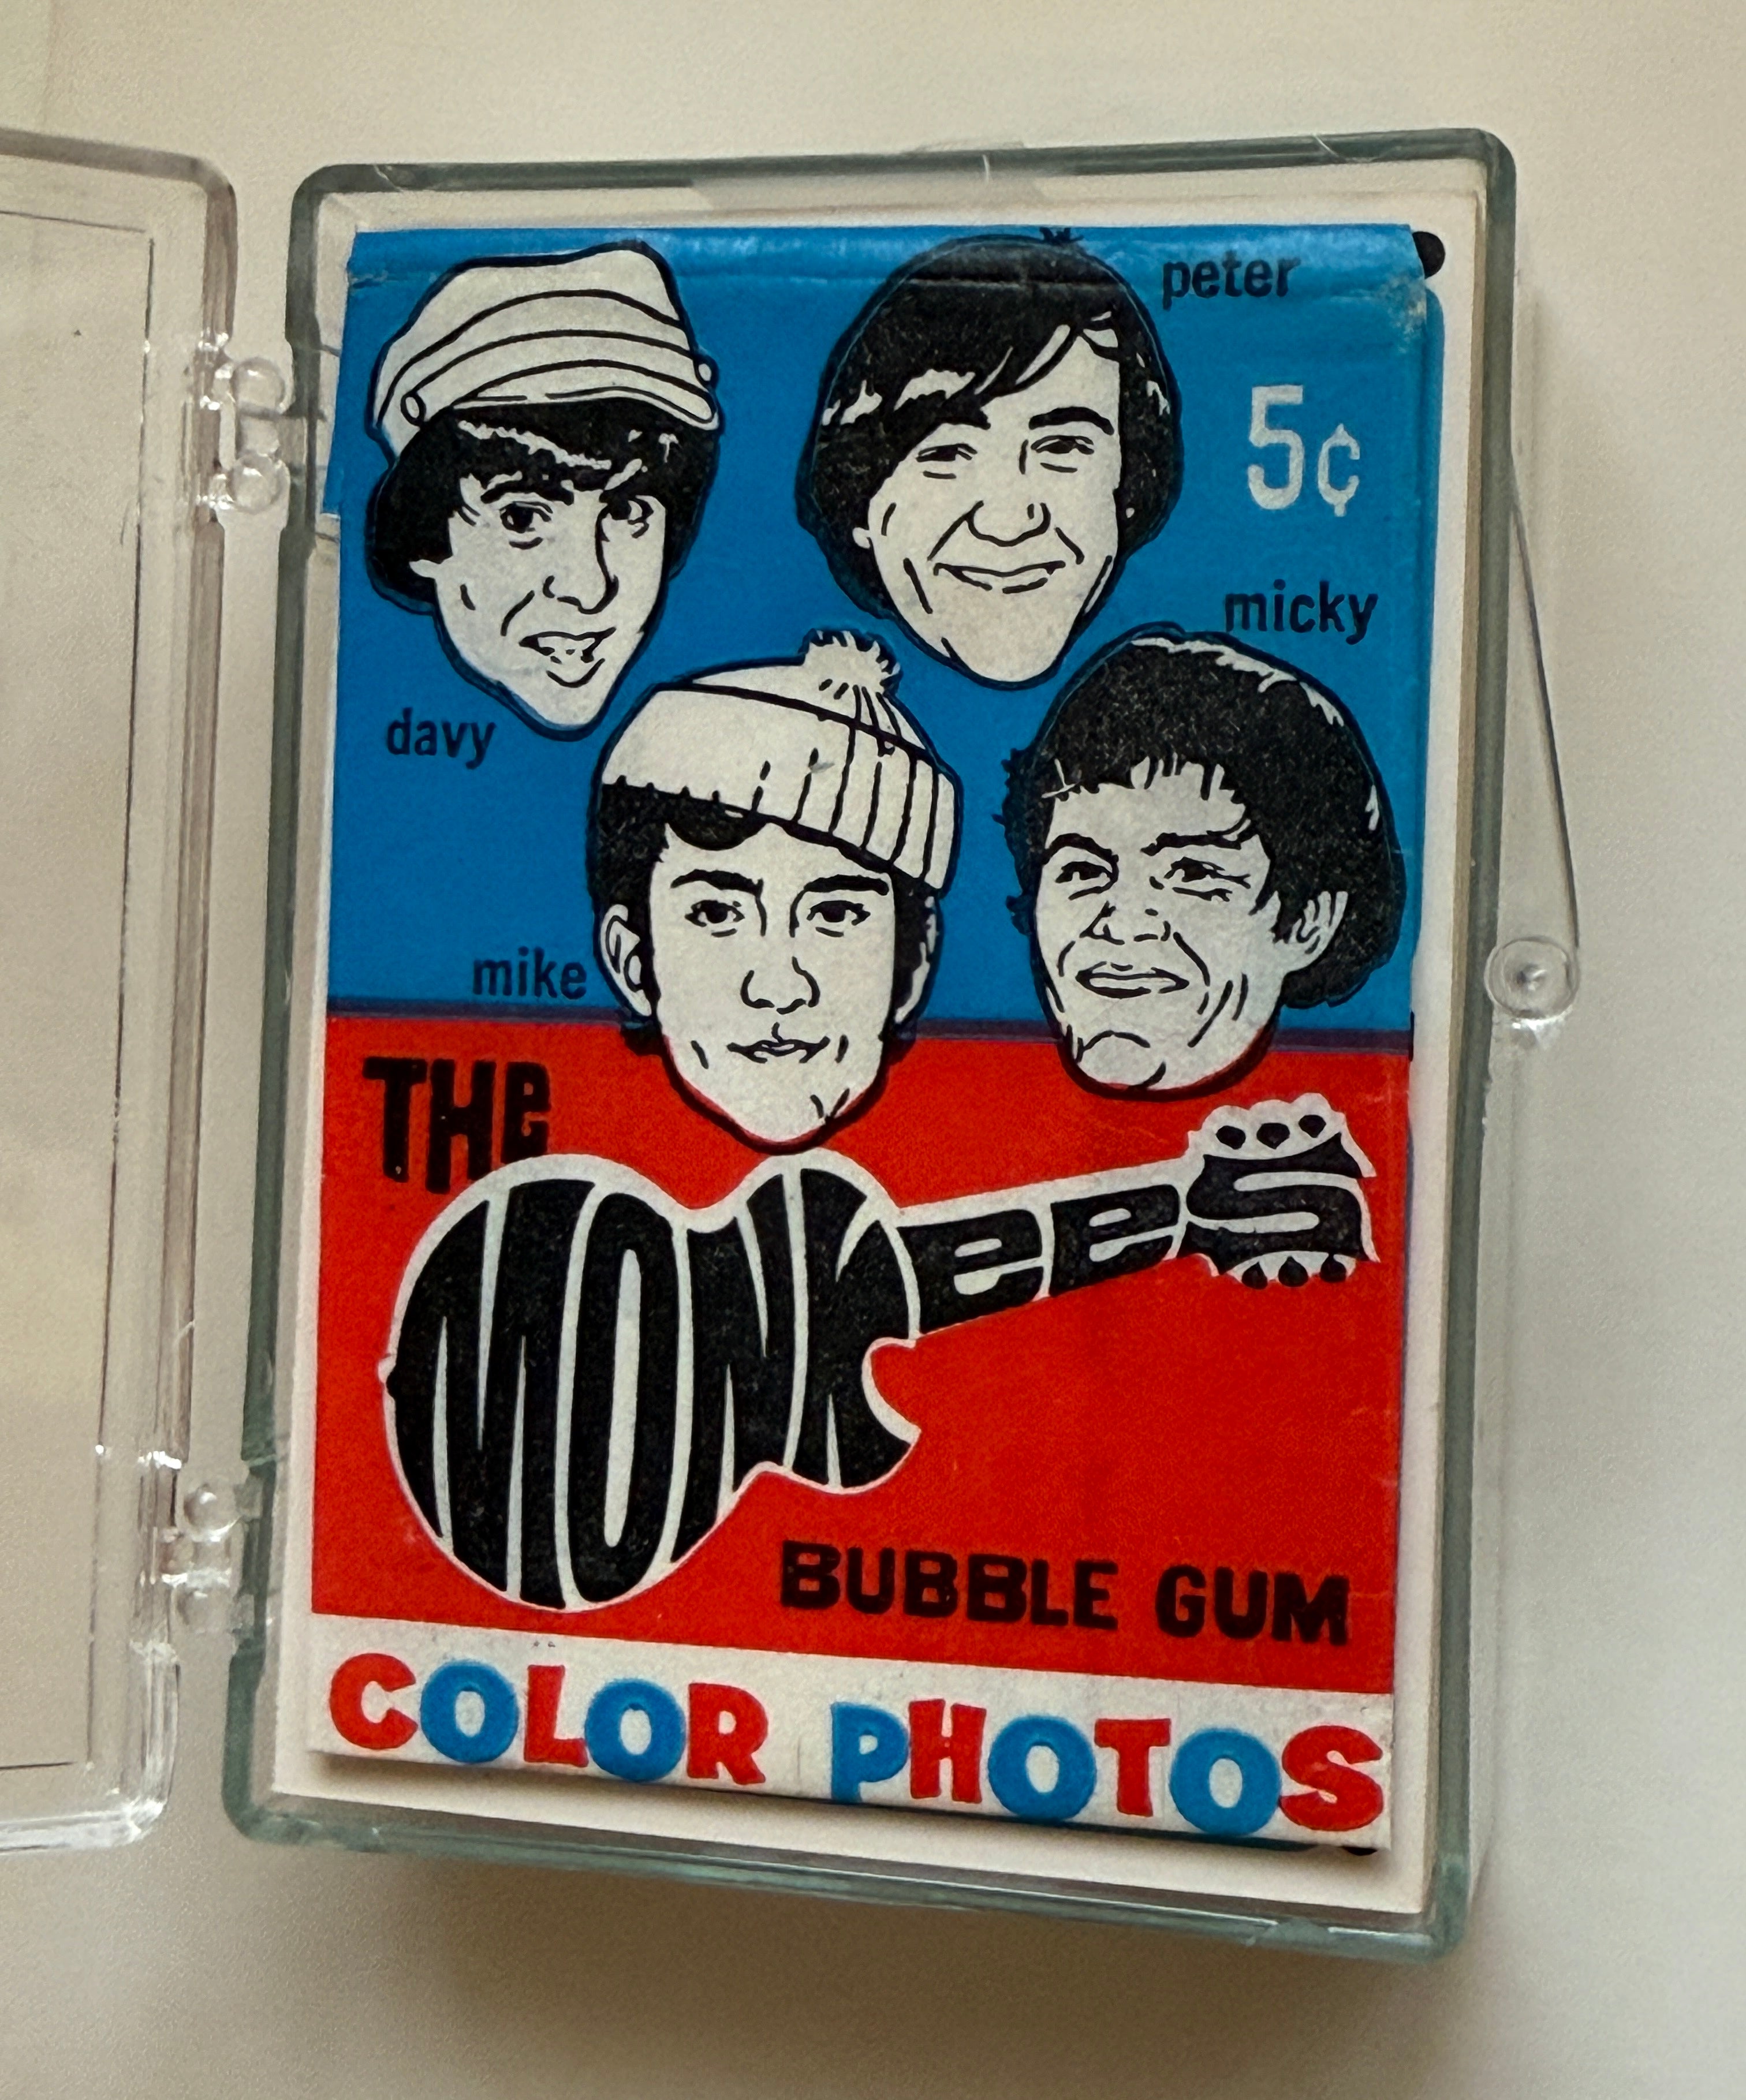 peter
5¢
micky
davy
mike
THe
MONKees
BUBBLE GUM
COLOR PHOTOS